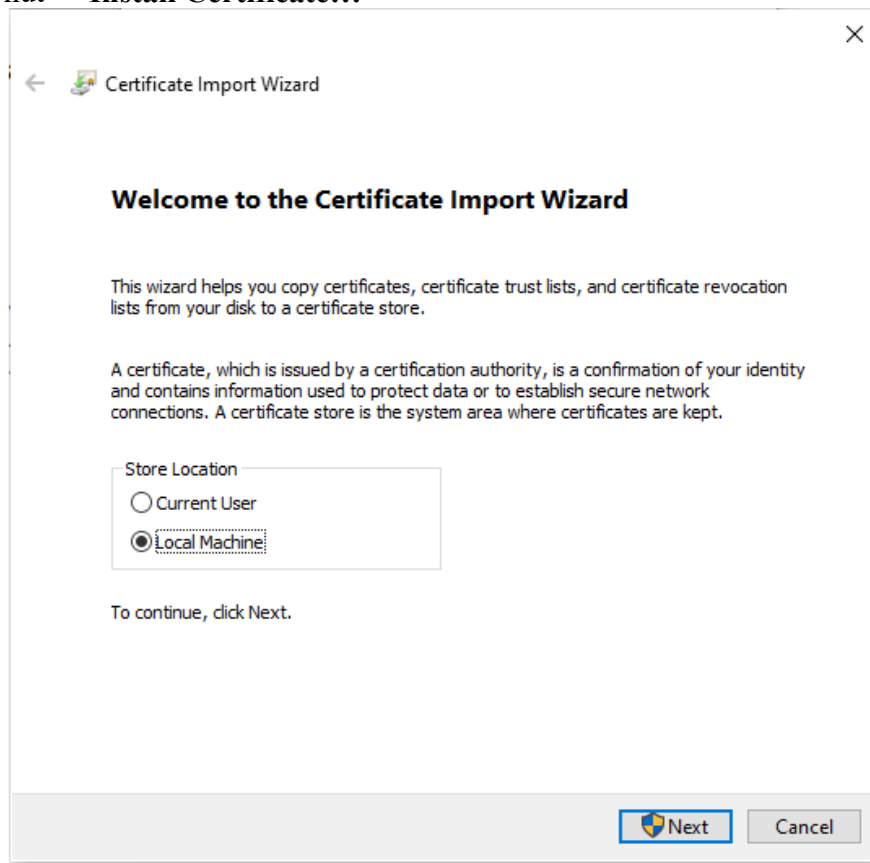 Install Certificate...
Certificate Import Wizard
Welcome to the Certificate Import Wizard
This wizard helps you copy certificates, certificate trust lists, and certificate revocation
lists from your disk to a certificate store.
A certificate, which is issued by a certification authority, is a confirmation of your identity
and contains information used to protect data or to establish secure network
connections. A certificate store is the system area where certificates are kept.
Store Location
Current User
Local Machine
To continue, click Next.
Next Cancel